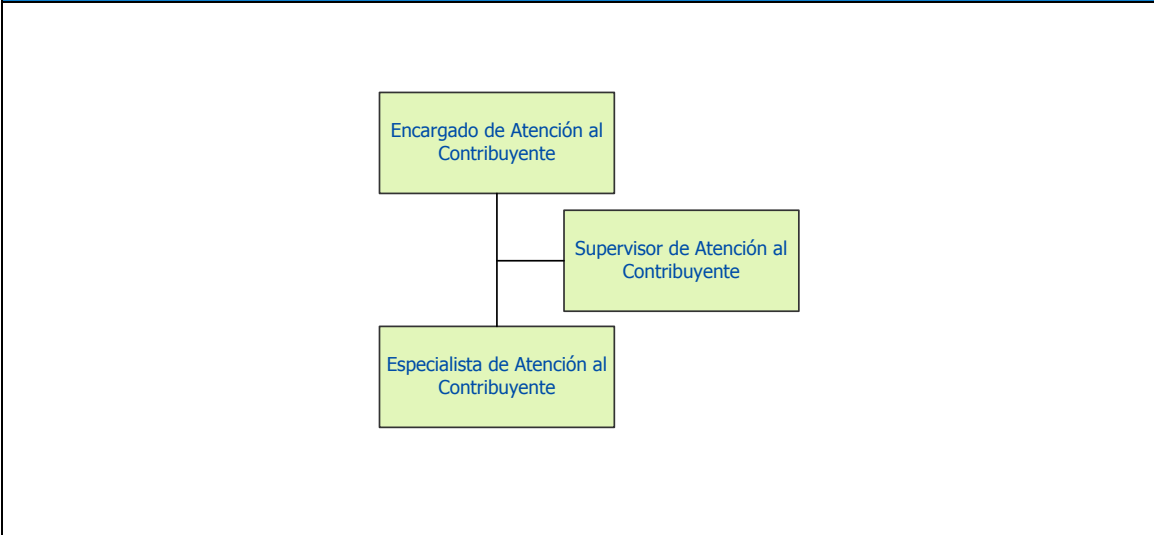 Encargado de Atención al
Contribuyente
Supervisor de Atención al
Contribuyente
Especialista de Atención al
Contribuyente